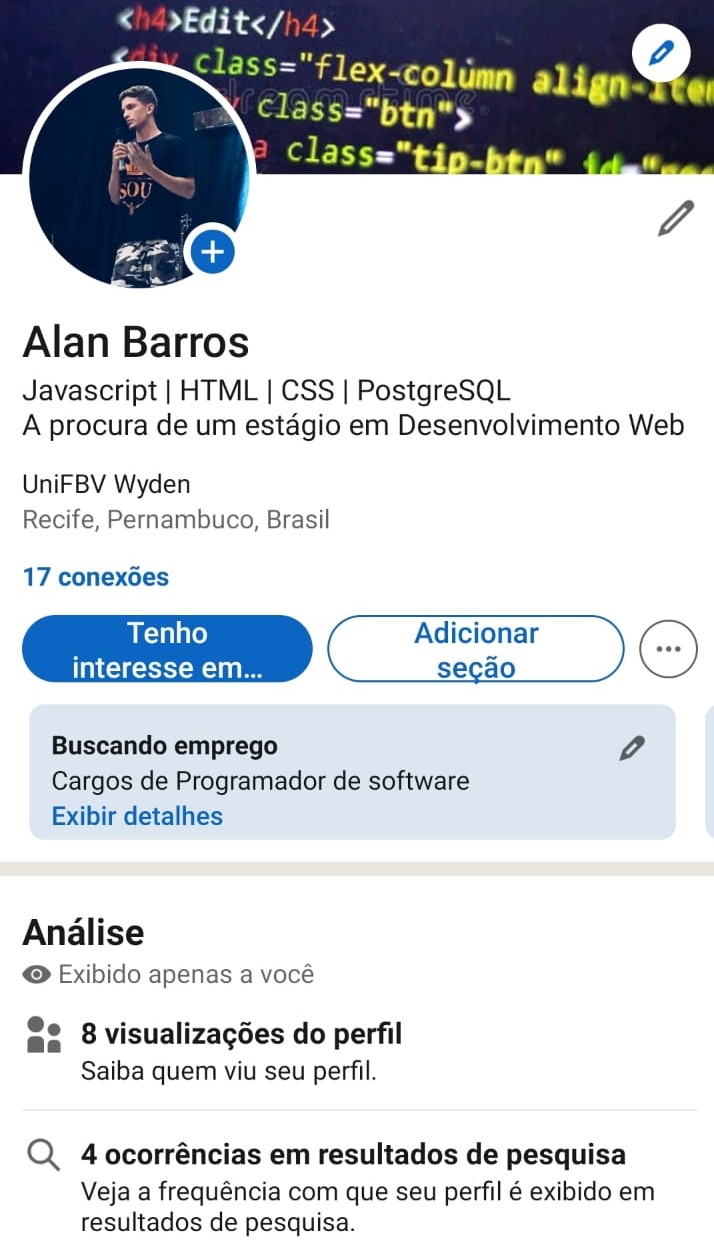 <h4>Edit</h4>
<div class="flex-column align-
class="btn">
a class="tip-btn" id="
SOU
Alan Barros
Javascript | HTML | CSS | PostgreSQL
A procura de um estágio em Desenvolvimento Web
UniFBV Wyden
Recife, Pernambuco, Brasil
17 conexões
Tenho
interesse em...
Adicionar
seção
Buscando emprego
Cargos de Programador de software
Exibir detalhes
Análise
Exibido apenas a você
8 visualizações do perfil
Saiba quem viu seu perfil.
4 ocorrências em resultados de pesquisa
Veja a frequência com que seu perfil é exibido em
resultados de pesquisa.